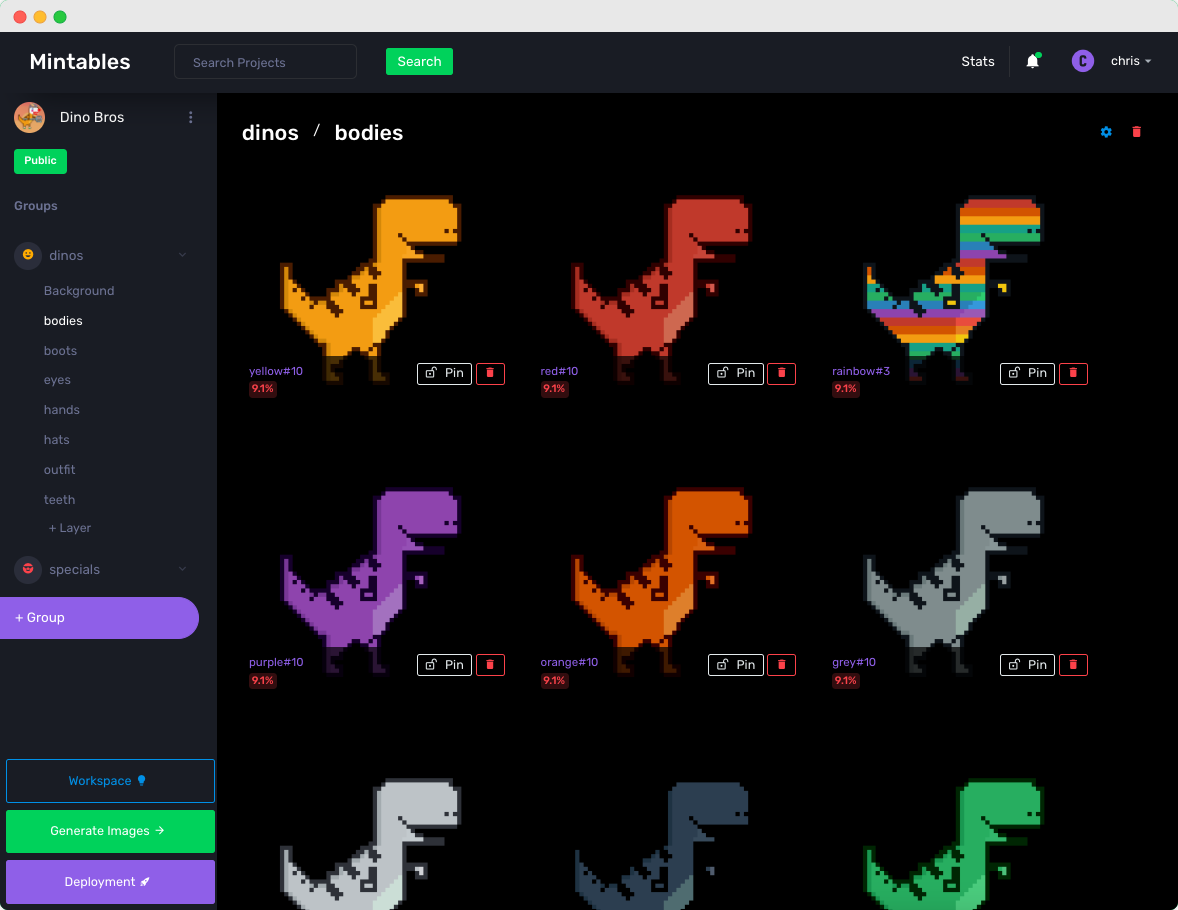 Mintables
Search Projects
Search
Stats
C
chris
Dino Bros
Public
Groups
dinos
Background
bodies
boots
eyes
hands
hats
outfit
teeth
+ Layer
specials
+ Group
Workspace
Generate Images →
Deployment
dinos / bodies
yellow#10
9.1%
Pin
red#10
9.1%
Pin
rainbow#3
9.1%
Pin
purple#10
9.1%
Pin
orange#10
9.1%
Pin
grey#10
9.1%
Pin